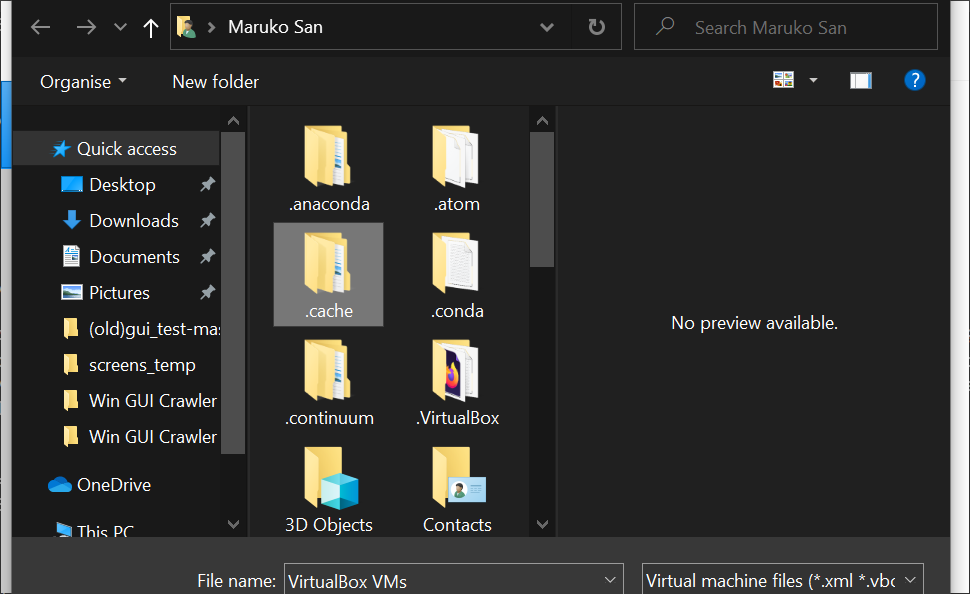 Maruko San
Search Maruko San
Organise
New folder
?
Quick access
Desktop
Downloads
Documents
Pictures
(old)gui_test-mas
screens_temp
Win GUI Crawler
Win GUI Crawler
OneDrive
This PC
.anaconda
.atom
.cache
.conda
.continuum
.VirtualBox
3D Objects
Contacts
No preview available.
File name:
VirtualBox VMs
Virtual machine files (*.xml *.vbo